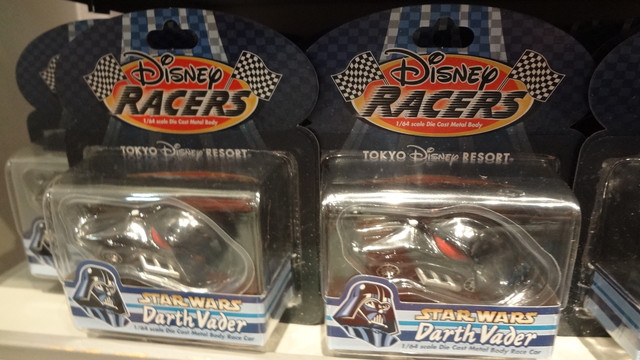 Disney
RACERS
1/64 scale Die Cast Metal Body
TOKYO Disney RESORT
STAR WARS
Darth Vader
1/64 scale Die Cast Metal Body Race Car
Disney
RACERS
1/64 scale Die Cast Metal Body
TOKYO Disney RESORT
STAR WARS
Darth Vader
1/64 scale Die Cast Metal Body Race Car